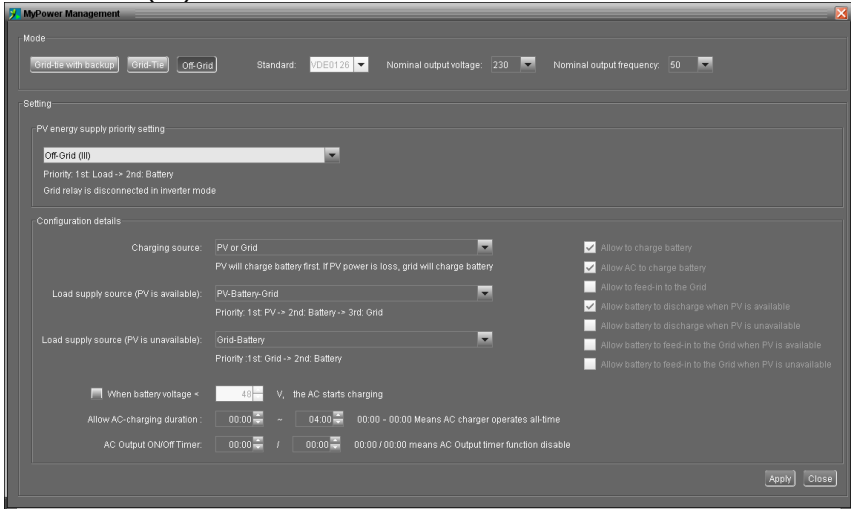 MyPower Management
Mode
Grid-tie with backup Grid-Tie Off-Grid Standard: VDE0126 Nominal output voltage: 230 Nominal output frequency: 50
Setting
PV energy supply priority setting
Off-Grid (III)
Priority: 1st: Load -> 2nd: Battery
Grid relay is disconnected in inverter mode
Configuration details
Charging source: PV or Grid
PV will charge battery first. If PV power is loss, grid will charge battery
Load supply source (PV is available): PV-Battery-Grid
Priority: 1st: PV -> 2nd: Battery -> 3rd: Grid
Load supply source (PV is unavailable): Grid-Battery
Priority :1st: Grid -> 2nd: Battery
Allow to charge battery
Allow AC to charge battery
Allow to feed-in to the Grid
Allow battery to discharge when PV is available
Allow battery to discharge when PV is unavailable
Allow battery to feed-in to the Grid when PV is available
Allow battery to feed-in to the Grid when PV is unavailable
When battery voltage < 48 V, the AC starts charging
Allow AC-charging duration : 00:00 ~ 04:00 00:00 ~ 00:00 Means AC charger operates all-time
AC Output ON/Off Timer: 00:00 / 00:00 00:00 / 00:00 means AC Output timer function disable
Apply Close